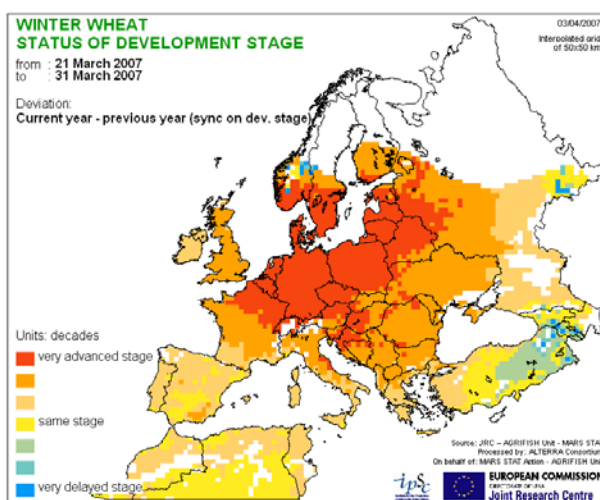 WINTER WHEAT
STATUS OF DEVELOPMENT STAGE
from : 21 March 2007
to : 31 March 2007
Deviation:
Current year - previous year (sync on dev. stage)
03/04/2007
Interpolated grid
of 50x50 km
Units: decades
very advanced stage
same stage
very delayed stage
Source: JRC - AGRIFISH Unit - MARS STAT
Processed by: ALTERRA Consortium
On behalf of: MARS STAT Action - AGRIFISH Unit
ipsc
EUROPEAN COMMISSION
Joint Research Centre